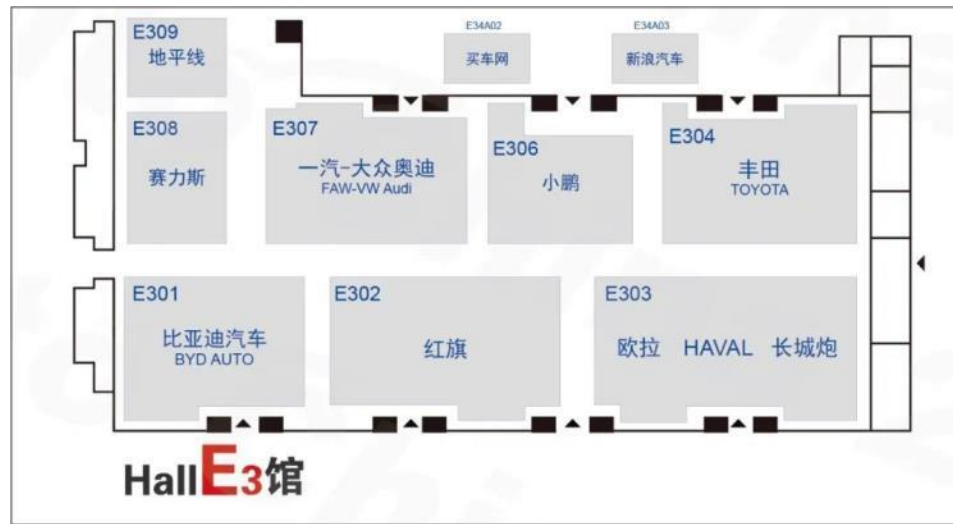 E309
地平线
E34A02
买车网
E34A03
新浪汽车
E308
赛力斯
E307
一汽-大众奥迪
FAW-VW Audi
E306
小鹏
E304
丰田
TOYOTA
E301
比亚迪汽车
BYD AUTO
E302
红旗
E303
欧拉 HAVAL 长城炮
Hall E3馆